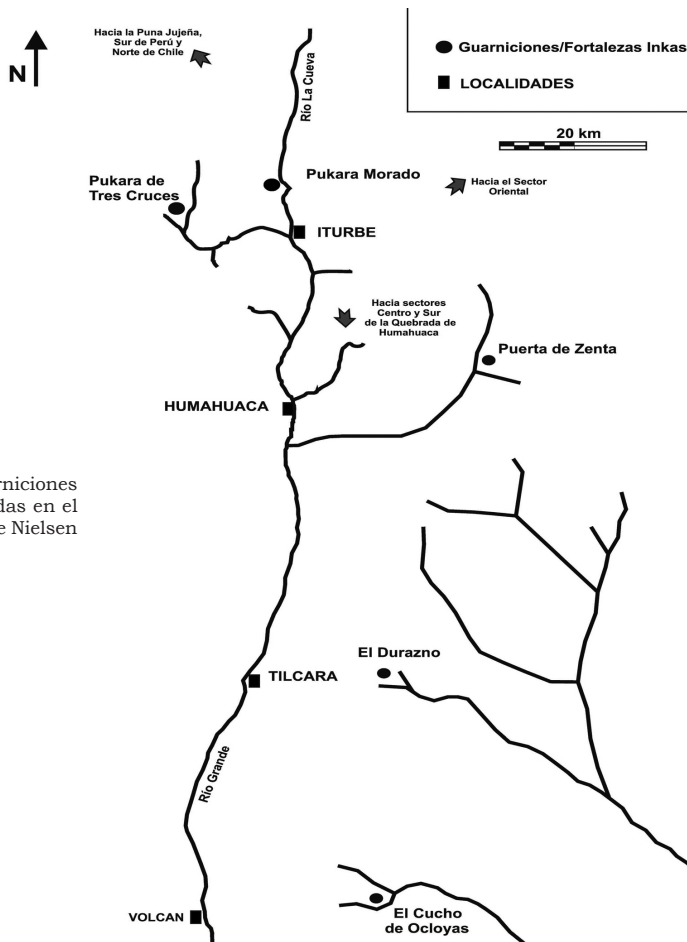 Hacia la Puna Jujeña,
Sur de Perú y
Norte de Chile
N
Río La Cueva
Guarniciones/Fortalezas Inkas
LOCALIDADES
20 km
Pukara de
Tres Cruces
Pukara Morado
Hacia el Sector
Oriental
ITURBE
Hacia sectores
Centro y Sur
de la Quebrada de
Humahuaca
Puerta de Zenta
HUMAHUACA
rniciones
das en el
e Nielsen
El Durazno
TILCARA
Río Grande
VOLCAN
El Cucho
de Ocloyas